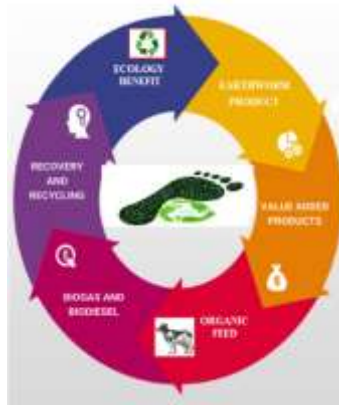 ECOLOGY
BENEFIT
EARTHWORM
PRODUCT
VALUE ADDED
PRODUCTS
ORGANIC
FEED
BIOGAS AND
BIODIESEL
RECOVERY
AND
RECYCLING